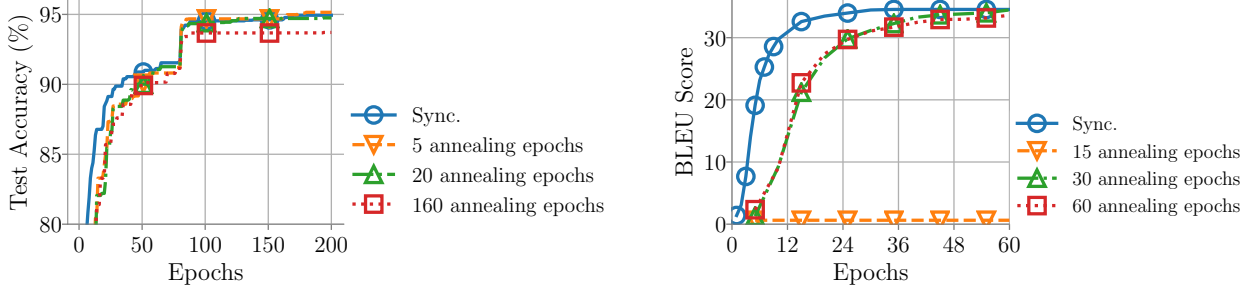 Test Accuracy (%)
95
90
85
80
0 50 100 150 200
Epochs
Sync.
5 annealing epochs
20 annealing epochs
160 annealing epochs
BLEU Score
30
20
10
0
0 12 24 36 48 60
Epochs
Sync.
15 annealing epochs
30 annealing epochs
60 annealing epochs